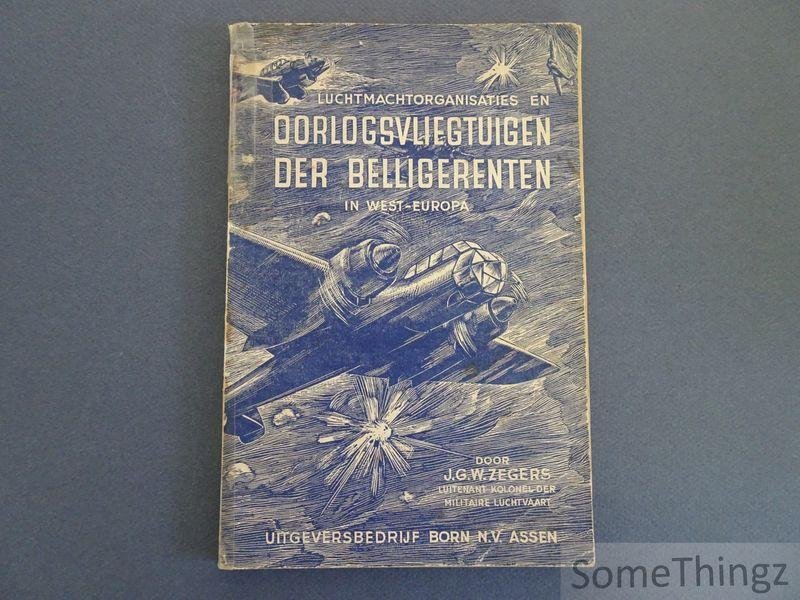 LUCHTMACHTORGANISATIES EN
OORLOGSVLIEGTUIGEN
DER BELLIGERENTEN
IN WEST-EUROPA
DOOR
J.G.W. ZEGERS
LUITENANT KOLONEL DER
MILITAIRE LUCHTVAART
UITGEVERSBEDRIJF BORN N.V. ASSEN
SomeThingz